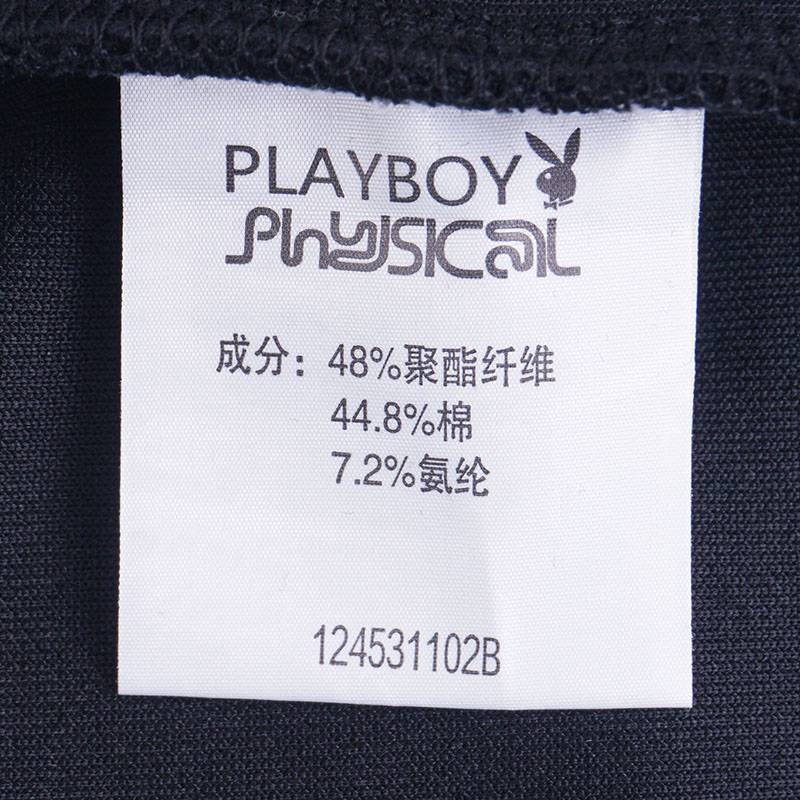 PLAYBOY
Physical
成分：48%聚酯纤维
44.8%棉
7.2%氨纶
124531102B